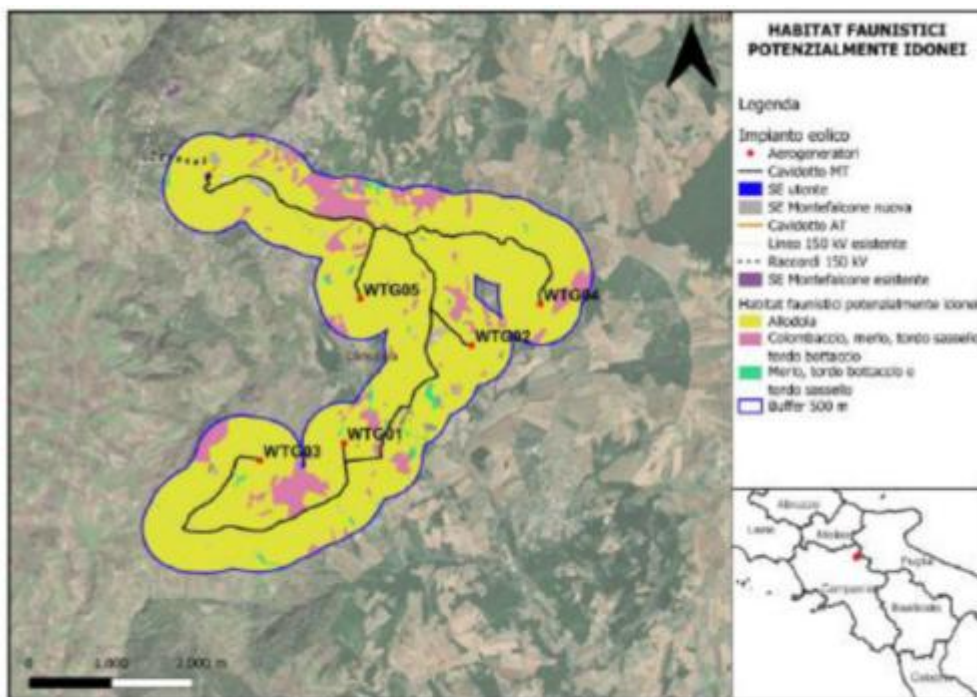 HABITAT FAUNISTICI
POTENZIALMENTE IDONEI
Legenda
Impianto eolico
Aerogeneratori
Cavidotto MT
SE utente
SE Montefalcone nuova
Cavidotto AT
Linea 150 kV esistente
Raccordi 150 kV
SE Montefalcone esistente
Habitat faunistici potenzialmente idonei
Allodola
Colombaccio, merlo, tordo sassello
tordo bottaccio
Merlo, tordo bottaccio o
tordo sassello
Buffer 500 m
WTG05
WTG04
WTG02
WTG01
WTG03
0 1.000 2.000 m
Abruzzo
Lazio
Molise
Puglia
Campania
Basilicata
Calabria